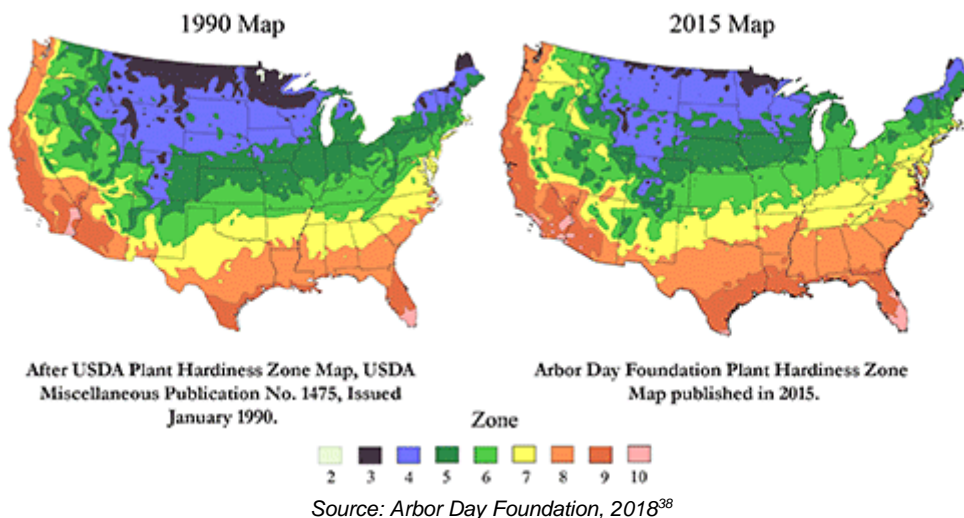 1990 Map
2015 Map
After USDA Plant Hardiness Zone Map, USDA
Miscellaneous Publication No. 1475, Issued
January 1990.
Arbor Day Foundation Plant Hardiness Zone
Map published in 2015.
Zone
2 3 4 5 6 7 8 9 10
Source: Arbor Day Foundation, 2018³⁸